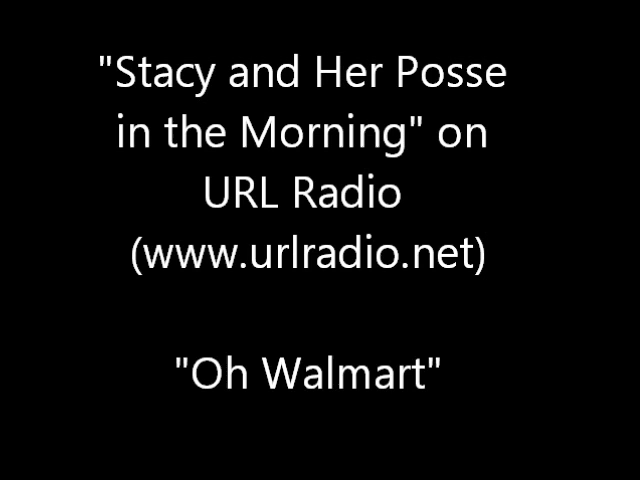 "Stacy and Her Posse
in the Morning" on
URL Radio
(www.urlradio.net)
"Oh Walmart"